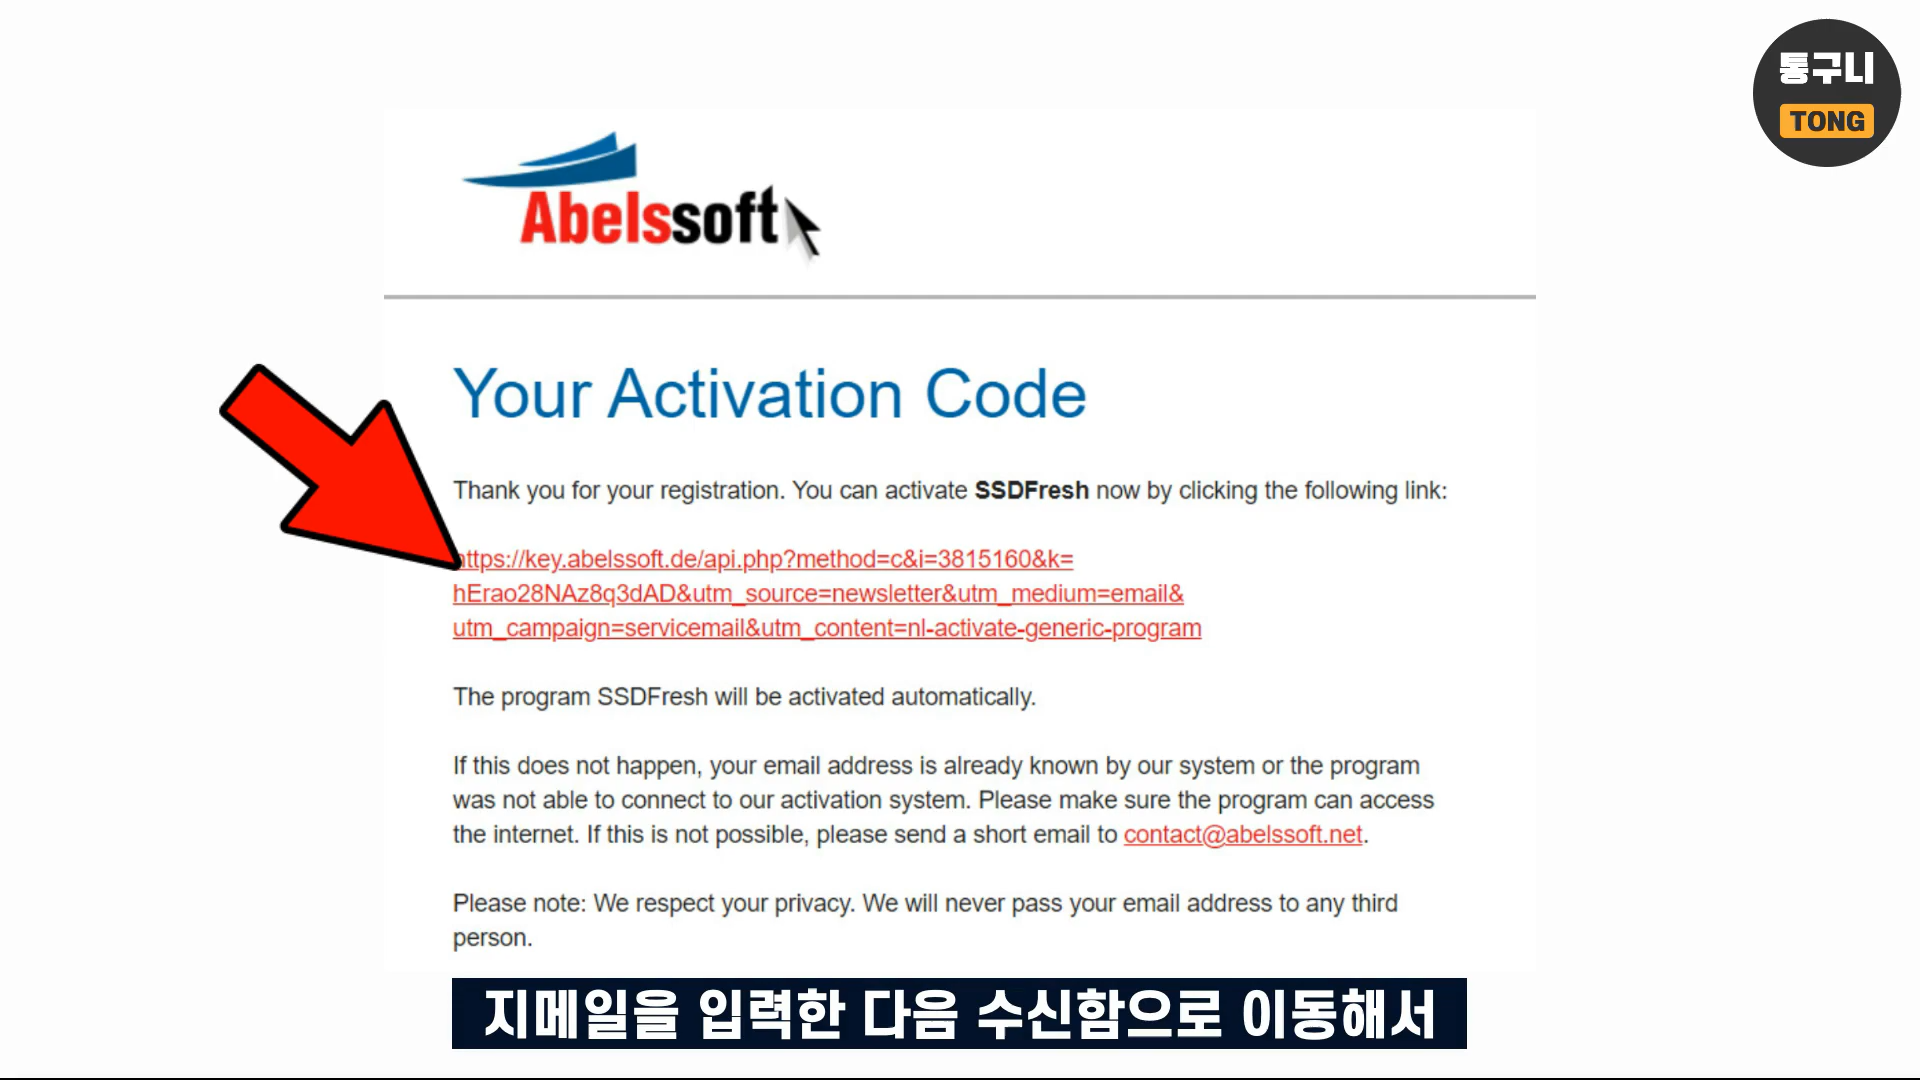 통구니
TONG
Abelssoft
Your Activation Code
Thank you for your registration. You can activate SSDFresh now by clicking the following link:
ttps://key.abelssoft.de/api.php?method=c&i=3815160&k=
hErao28NAz8q3dAD&utm_source=newsletter&utm_medium=email&
utm_campaign=servicemail&utm_content=nl-activate-generic-program
The program SSDFresh will be activated automatically.
If this does not happen, your email address is already known by our system or the program
was not able to connect to our activation system. Please make sure the program can access
the internet. If this is not possible, please send a short email to contact@abelssoft.net.
Please note: We respect your privacy. We will never pass your email address to any third
person.
지메일을 입력한 다음 수신함으로 이동해서